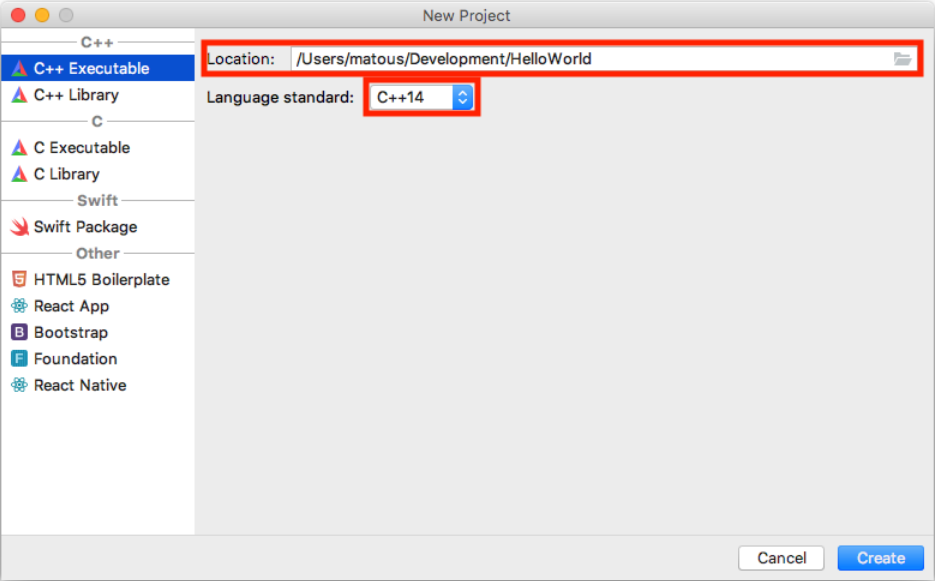 New Project
C++
C++ Executable
C++ Library
C
C Executable
C Library
Swift
Swift Package
Other
HTML5 Boilerplate
React App
B Bootstrap
F Foundation
React Native
Location: /Users/matous/Development/HelloWorld
Language standard: C++14
Cancel
Create